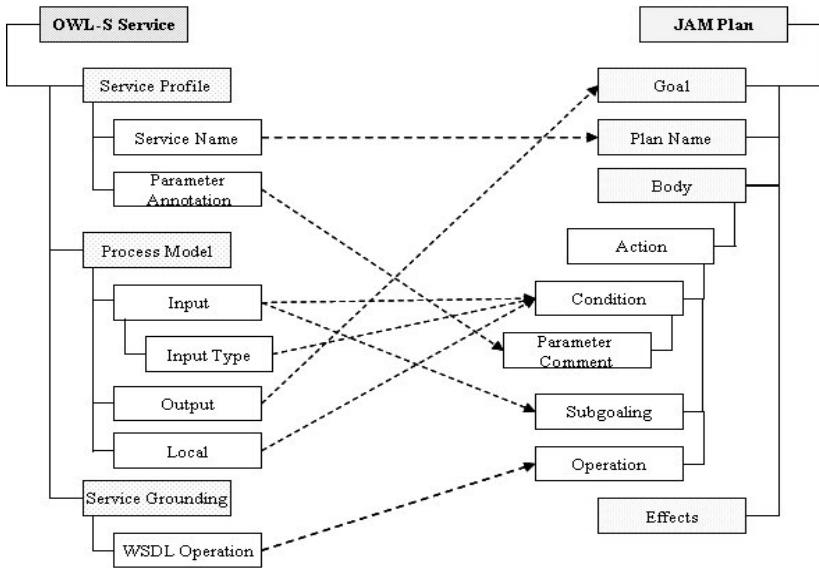 OWL-S Service
Service Profile
Service Name
Parameter
Annotation
Process Model
Input
Input Type
Output
Local
Service Grounding
WSDL Operation
JAM Plan
Goal
Plan Name
Body
Action
Condition
Parameter
Comment
Subgoaling
Operation
Effects